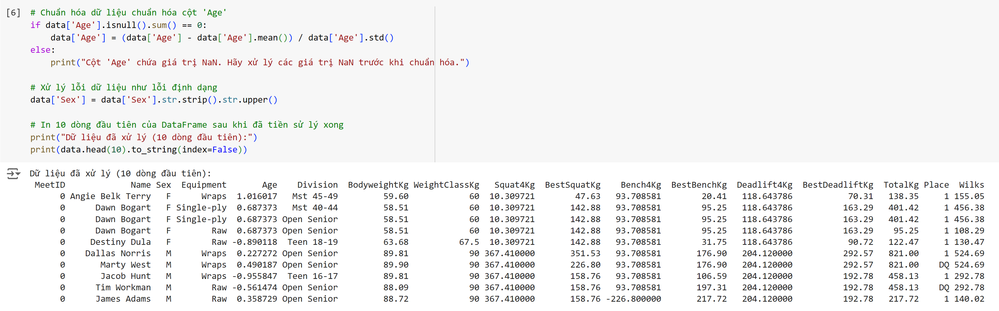 [6] # Chuẩn hóa dữ liệu chuẩn hóa cột 'Age'
if data['Age'].isnull().sum() == 0:
    data['Age'] = (data['Age'] - data['Age'].mean()) / data['Age'].std()
else:
    print("Cột 'Age' chứa giá trị NaN. Hãy xử lý các giá trị NaN trước khi chuẩn hóa.")
# Xử lý lỗi dữ liệu như lỗi định dạng
data['Sex'] = data['Sex'].str.strip().str.upper()
# In 10 dòng đầu tiên của DataFrame sau khi đã tiền sử lý xong
print("Dữ liệu đã xử lý (10 dòng đầu tiên):")
print(data.head(10).to_string(index=False))
Dữ liệu đã xử lý (10 dòng đầu tiên):
MeetID Name Sex Equipment Age Division BodyweightKg WeightClassKg Squat4Kg BestSquatKg Bench4Kg BestBenchKg Deadlift4Kg BestDeadliftKg TotalKg Place Wilks
0 Angie Belk Terry F Wraps 1.016017 Mst 45-49 59.60 60 10.309721 47.63 93.708581 20.41 118.643786 70.31 138.35 1 155.05
0 Dawn Bogart F Single-ply 0.687373 Mst 40-44 58.51 60 10.309721 142.88 93.708581 95.25 118.643786 163.29 401.42 1 456.38
0 Dawn Bogart F Single-ply 0.687373 Open Senior 58.51 60 10.309721 142.88 93.708581 95.25 118.643786 163.29 401.42 1 456.38
0 Dawn Bogart F Raw 0.687373 Open Senior 58.51 60 10.309721 142.88 93.708581 95.25 118.643786 163.29 95.25 1 108.29
0 Destiny Dula F Raw -0.890118 Teen 18-19 63.68 67.5 10.309721 142.88 93.708581 31.75 118.643786 90.72 122.47 1 130.47
0 Dallas Norris M Wraps 0.227272 Open Senior 89.81 90 367.410000 351.53 93.708581 176.90 204.120000 292.57 821.00 1 524.69
0 Marty West M Wraps 0.490187 Open Senior 89.90 90 367.410000 226.80 93.708581 176.90 204.120000 292.57 821.00 DQ 524.69
0 Jacob Hunt M Wraps -0.955847 Teen 16-17 89.81 90 367.410000 158.76 93.708581 106.59 204.120000 192.78 458.13 1 292.78
0 Tim Workman M Raw -0.561474 Open Senior 88.09 90 367.410000 158.76 93.708581 197.31 204.120000 192.78 458.13 DQ 292.78
0 James Adams M Raw 0.358729 Open Senior 88.72 90 367.410000 158.76 -226.800000 217.72 204.120000 192.78 217.72 1 140.02